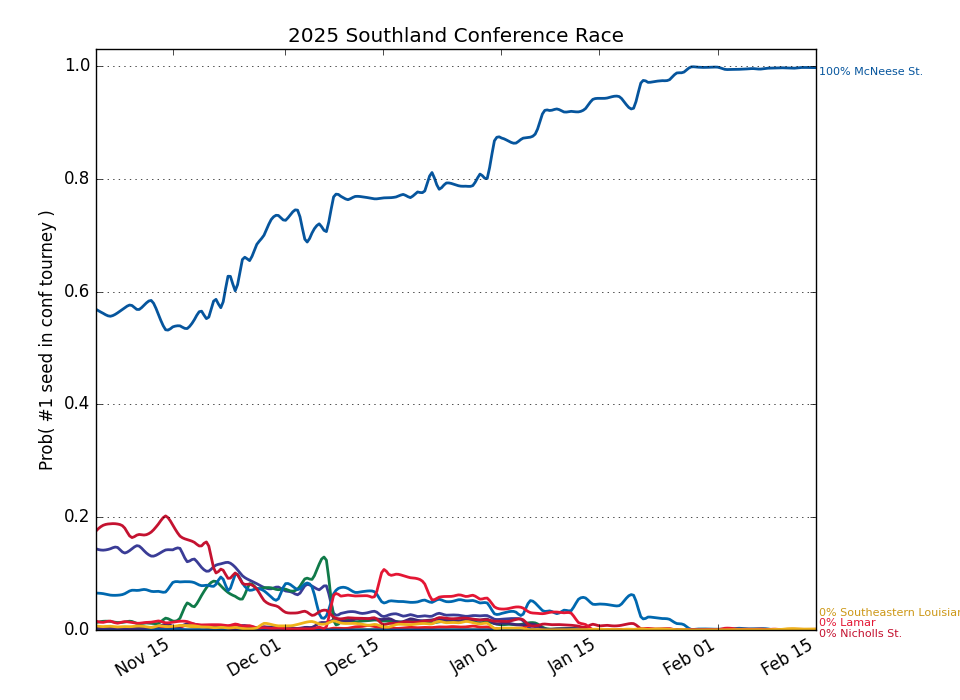 2025 Southland Conference Race
Prob( #1 seed in conf tourney )
1.0
0.8
0.6
0.4
0.2
0.0
Nov 15
Dec 01
Dec 15
Jan 01
Jan 15
Feb 01
Feb 15
100% McNeese St.
0% Southeastern Louisian
0% Lamar
0% Nicholls St.